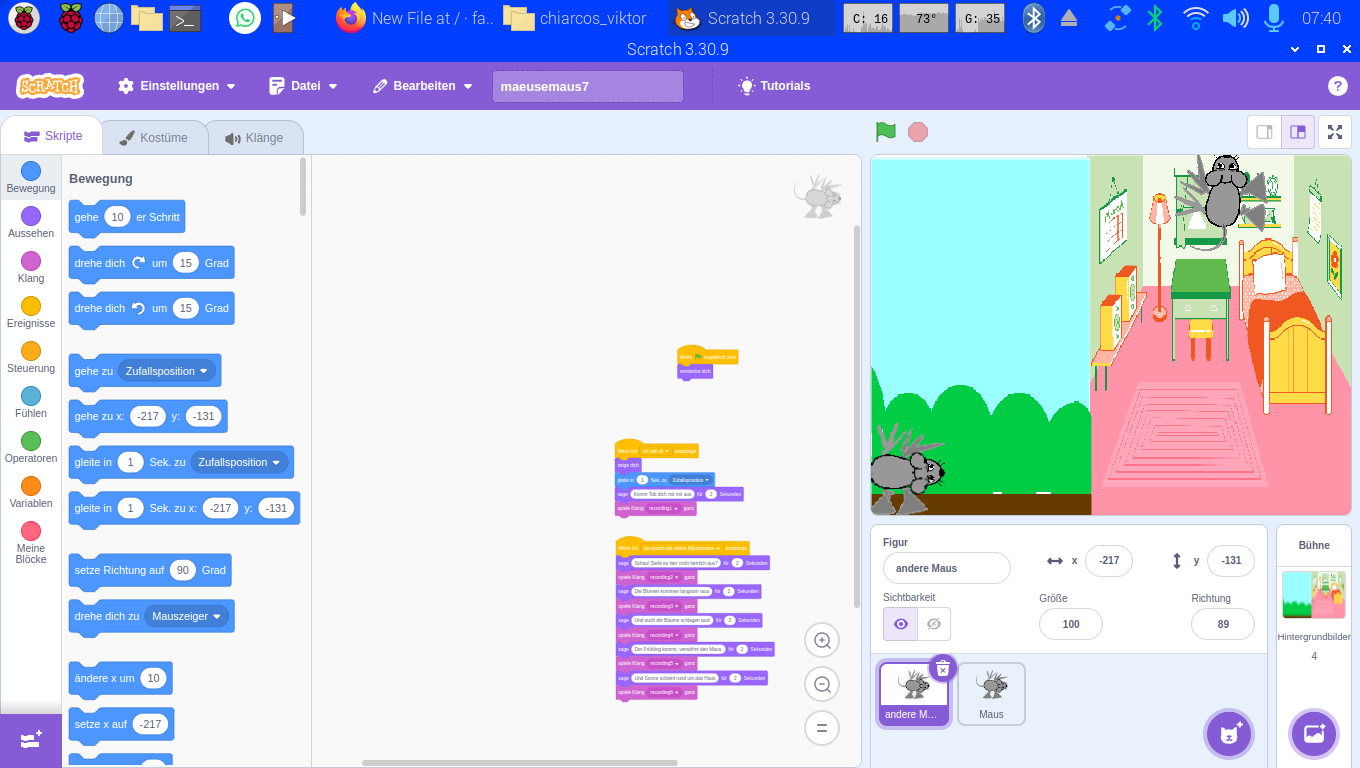 New File at / · fa..
chiarcos_viktor
Scratch 3.30.9
C: 16
73°
G: 35
07:40
Scratch 3.30.9
SCRATCH
Einstellungen
Datei
Bearbeiten
maeusemaus7
Tutorials
?
Skripte
Kostüme
Klänge
Bewegung
Aussehen
Klang
Ereignisse
Steuerung
Fühlen
Operatoren
Variablen
Meine Blöcke
Bewegung
gehe 10 er Schritt
drehe dich um 15 Grad
drehe dich um 15 Grad
gehe zu Zufallsposition
gehe zu x: -217 y: -131
gleite in 1 Sek. zu Zufallsposition
gleite in 1 Sek. zu x: -217 y: -131
setze Richtung auf 90 Grad
drehe dich zu Mauszeiger
ändere x um 10
setze x auf -217
Wenn angeklickt wird
verstecke dich
Wenn ich empfange
zeige dich
gleite in 1 Sek. zu Zufallsposition
sage Komm Tob dich mit mir aus für 2 Sekunden
spiele Klang recording1 ganz
Wenn ich da sprach die kleine Mäusemaus empfange
sage Schau! Sieht es hier nicht herrlich aus? für 2 Sekunden
spiele Klang recording2 ganz
sage Die Blumen kommen langsam raus für 2 Sekunden
spiele Klang recording3 ganz
sage Und auch die Bäume schlagen aus! für 2 Sekunden
spiele Klang recording4 ganz
sage Der Frühling kommt, verwöhnt den Maus für 2 Sekunden
spiele Klang recording5 ganz
sage Und Sonne scheint rund um das Haus für 2 Sekunden
spiele Klang recording6 ganz
Figur
andere Maus
x -217
y -131
Sichtbarkeit
Größe
100
Richtung
89
andere M...
Maus
Bühne
Hintergrundbilder
4